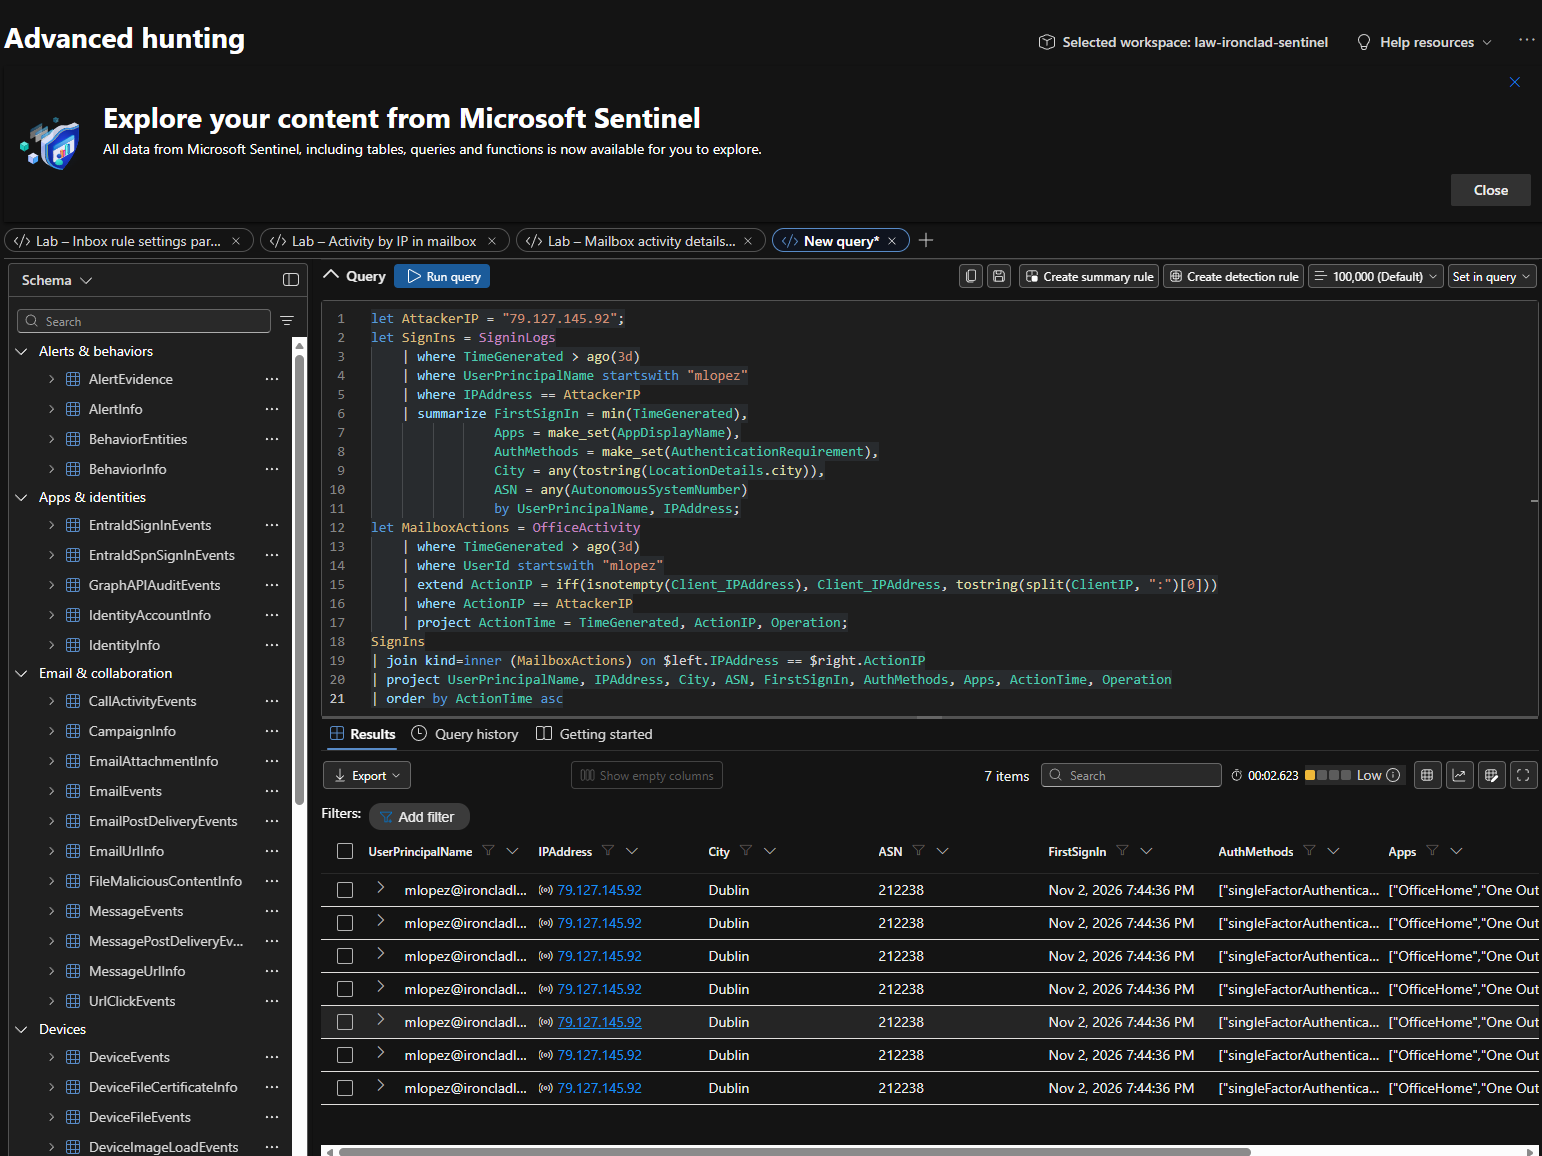 Advanced hunting
Selected workspace: law-ironclad-sentinel
Help resources
Explore your content from Microsoft Sentinel
All data from Microsoft Sentinel, including tables, queries and functions is now available for you to explore.
Close
Lab – Inbox rule settings par...
Lab – Activity by IP in mailbox
Lab – Mailbox activity details...
New query*
Schema
Search
Alerts & behaviors
AlertEvidence
AlertInfo
BehaviorEntities
BehaviorInfo
Apps & identities
EntraIdSignInEvents
EntraIdSpnSignInEvents
GraphAPIAuditEvents
IdentityAccountInfo
IdentityInfo
Email & collaboration
CallActivityEvents
CampaignInfo
EmailAttachmentInfo
EmailEvents
EmailPostDeliveryEvents
EmailUrlInfo
FileMaliciousContentInfo
MessageEvents
MessagePostDeliveryEv...
MessageUrlInfo
UrlClickEvents
Devices
DeviceEvents
DeviceFileCertificateInfo
DeviceFileEvents
DeviceImageLoadEvents
Query
Run query
Create summary rule
Create detection rule
100,000 (Default)
Set in query
1 let AttackerIP = "79.127.145.92";
2 let SignIns = SigninLogs
3 | where TimeGenerated > ago(3d)
4 | where UserPrincipalName startswith "mlopez"
5 | where IPAddress == AttackerIP
6 | summarize FirstSignIn = min(TimeGenerated),
7 Apps = make_set(AppDisplayName),
8 AuthMethods = make_set(AuthenticationRequirement),
9 City = any(tostring(LocationDetails.city)),
10 ASN = any(AutonomousSystemNumber)
11 by UserPrincipalName, IPAddress;
12 let MailboxActions = OfficeActivity
13 | where TimeGenerated > ago(3d)
14 | where UserId startswith "mlopez"
15 | extend ActionIP = iff(isnotempty(Client_IPAddress), Client_IPAddress, tostring(split(ClientIP, ":")[0]))
16 | where ActionIP == AttackerIP
17 | project ActionTime = TimeGenerated, ActionIP, Operation;
18 SignIns
19 | join kind=inner (MailboxActions) on $left.IPAddress == $right.ActionIP
20 | project UserPrincipalName, IPAddress, City, ASN, FirstSignIn, AuthMethods, Apps, ActionTime, Operation
21 | order by ActionTime asc
Results
Query history
Getting started
Export
Show empty columns
7 items
Search
00:02.623
Low
Filters:
Add filter
UserPrincipalName IPAddress City ASN FirstSignIn AuthMethods Apps
mlopez@ironcladl... 79.127.145.92 Dublin 212238 Nov 2, 2026 7:44:36 PM ["singleFactorAuthentica... ["OfficeHome","One Out
mlopez@ironcladl... 79.127.145.92 Dublin 212238 Nov 2, 2026 7:44:36 PM ["singleFactorAuthentica... ["OfficeHome","One Out
mlopez@ironcladl... 79.127.145.92 Dublin 212238 Nov 2, 2026 7:44:36 PM ["singleFactorAuthentica... ["OfficeHome","One Out
mlopez@ironcladl... 79.127.145.92 Dublin 212238 Nov 2, 2026 7:44:36 PM ["singleFactorAuthentica... ["OfficeHome","One Out
mlopez@ironcladl... 79.127.145.92 Dublin 212238 Nov 2, 2026 7:44:36 PM ["singleFactorAuthentica... ["OfficeHome","One Out
mlopez@ironcladl... 79.127.145.92 Dublin 212238 Nov 2, 2026 7:44:36 PM ["singleFactorAuthentica... ["OfficeHome","One Out
mlopez@ironcladl... 79.127.145.92 Dublin 212238 Nov 2, 2026 7:44:36 PM ["singleFactorAuthentica... ["OfficeHome","One Out